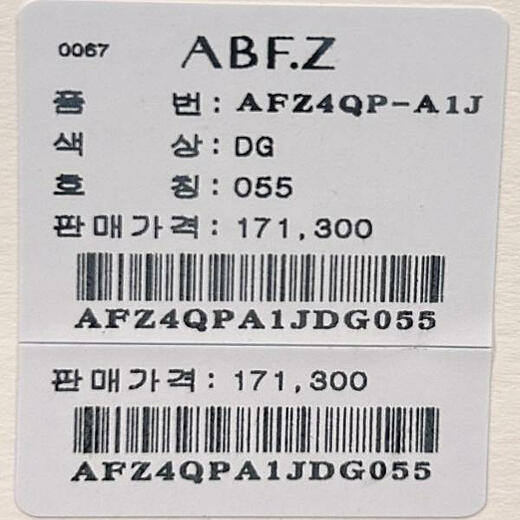 0067 ABF.Z
품 번 : AFZ4QP-A1J
색 상 : DG
호 칭 : 055
판매가격 : 171,300
AFZ4QPA1JDG055
판매가격 : 171,300
AFZ4QPA1JDG055